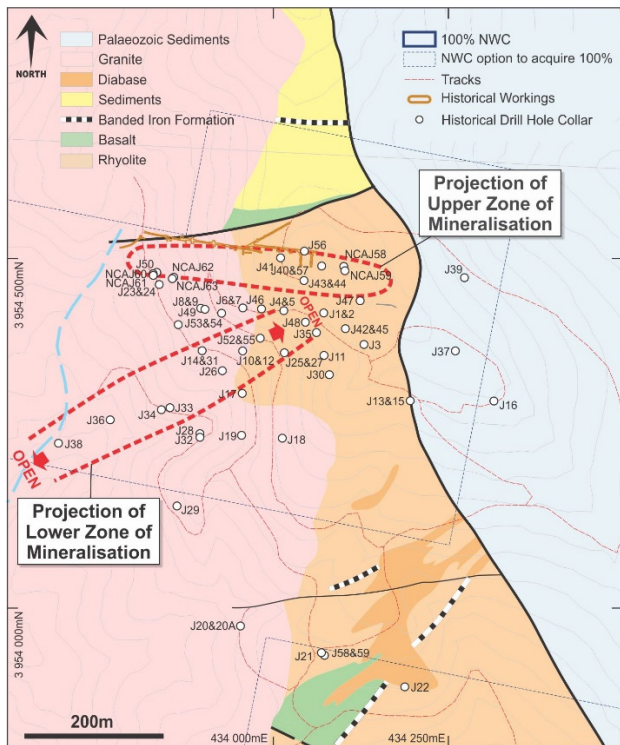 NORTH
Palaeozoic Sediments
Granite
Diabase
Sediments
Banded Iron Formation
Basalt
Rhyolite
100% NWC
NWC option to acquire 100%
Tracks
Historical Workings
Historical Drill Hole Collar
Projection of
Upper Zone of
Mineralisation
J56
J50
NCAJ60
NCAJ61
J23&24
NCAJ62
NCAJ63
J41
J40&57
NCAJ58
NCAJ59
J43&44
J39
J47
J8&9
J49
J6&7
J46
J4&5
J53&54
J48
OPEN
J1&2
J35
J42&45
J52&55
J3
J37
J14&31
J10&12
J25&27
J11
J26
J30
J17
J13&15
J16
J36
J34
J33
J28
J32
J19
J18
J38
OPEN
Projection of
Lower Zone of
Mineralisation
J29
J20&20A
J21
J58&59
J22
3 954 500mN
3 954 000mN
200m
434 000mE
434 250mE